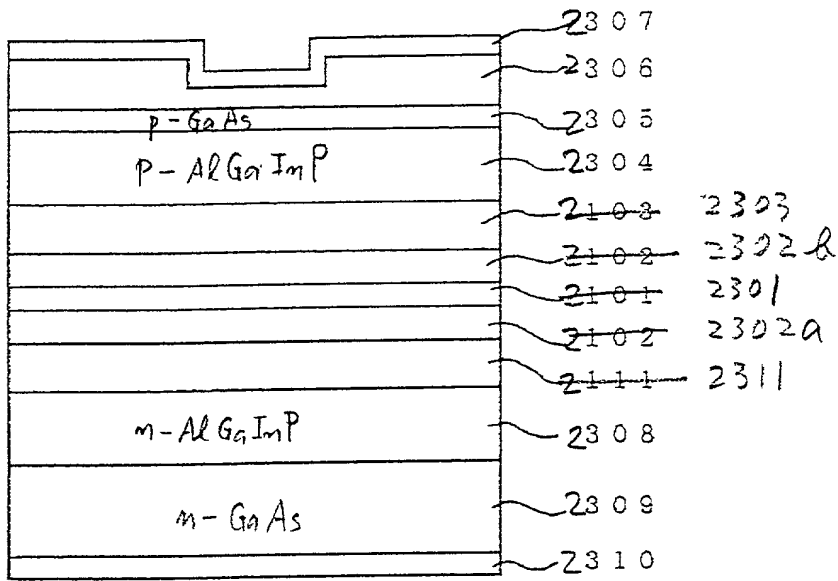 2307
2306
p-GaAs 2305
p-AlGaInP 2304
2103 2303
2102 2302b
2101 2301
2102 2302a
2111 2311
n-AlGaInP 2308
n-GaAs 2309
2310